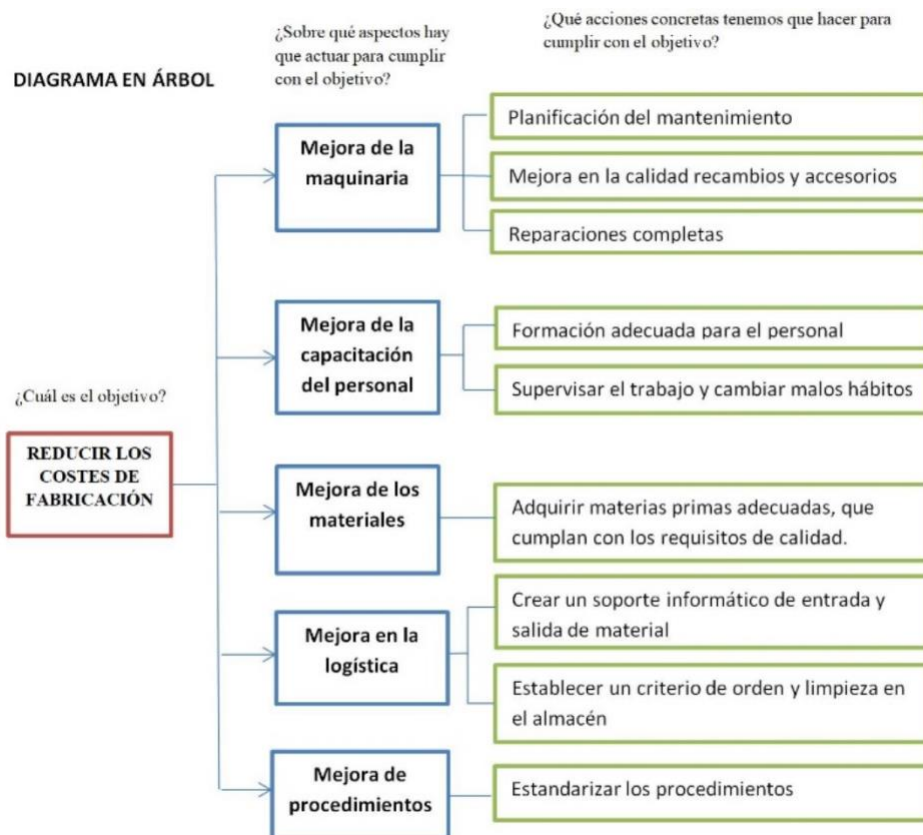 ¿Sobre qué aspectos hay
que actuar para cumplir
con el objetivo?
¿Qué acciones concretas tenemos que hacer para
cumplir con el objetivo?
DIAGRAMA EN ÁRBOL
Mejora de la
maquinaria
Planificación del mantenimiento
Mejora en la calidad recambios y accesorios
Reparaciones completas
Mejora de la
capacitación
del personal
Formación adecuada para el personal
Supervisar el trabajo y cambiar malos hábitos
¿Cuál es el objetivo?
REDUCIR LOS
COSTES DE
FABRICACIÓN
Mejora de los
materiales
Adquirir materias primas adecuadas, que
cumplan con los requisitos de calidad.
Mejora en la
logística
Crear un soporte informático de entrada y
salida de material
Establecer un criterio de orden y limpieza en
el almacén
Mejora de
procedimientos
Estandarizar los procedimientos